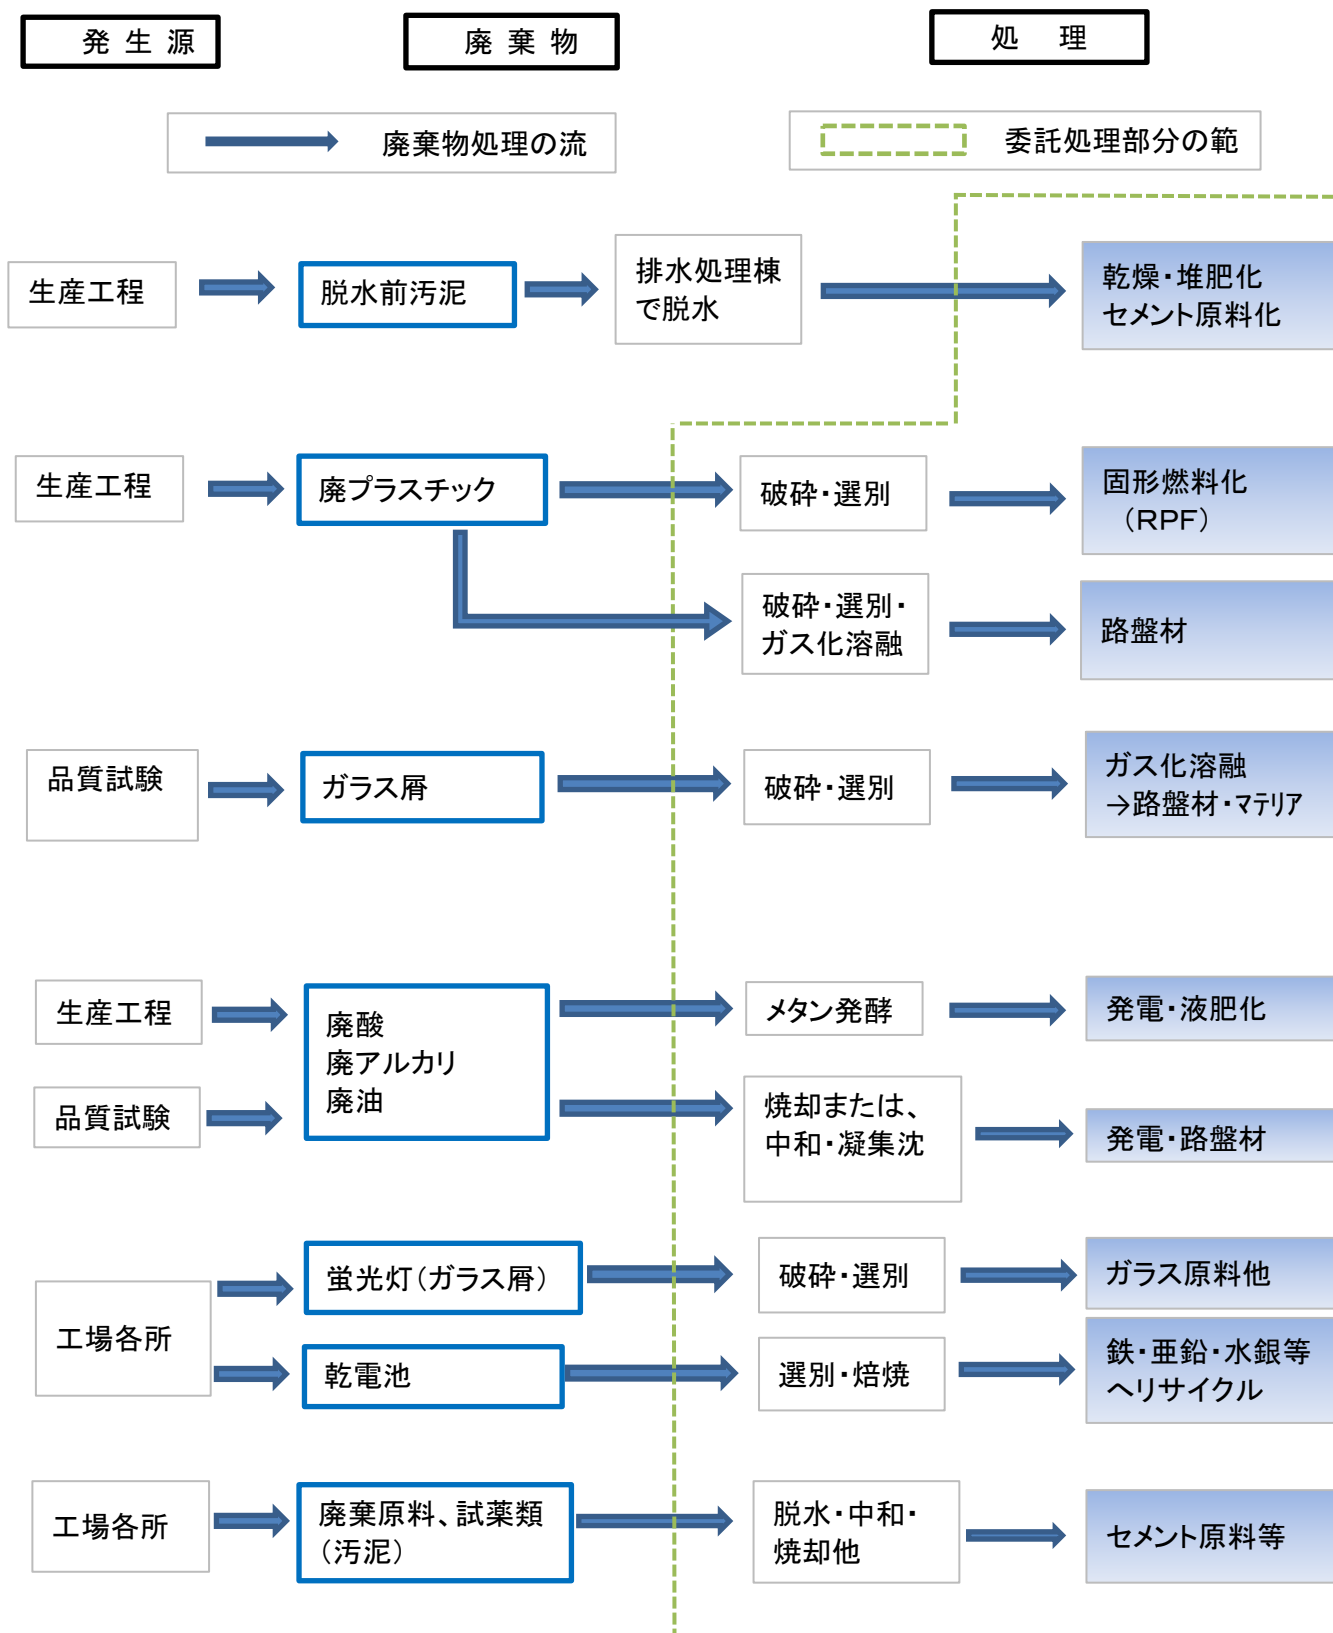 発 生 源
廃 棄 物
処 理
廃棄物処理の流
委託処理部分の範
生産工程
脱水前汚泥
排水処理棟
で脱水
乾燥・堆肥化
セメント原料化
生産工程
廃プラスチック
破砕・選別
固形燃料化
（RPF）
破砕・選別・
ガス化溶融
路盤材
品質試験
ガラス屑
破砕・選別
ガス化溶融
→路盤材・マテリア
生産工程
品質試験
廃酸
廃アルカリ
廃油
メタン発酵
発電・液肥化
焼却または、
中和・凝集沈
発電・路盤材
工場各所
蛍光灯（ガラス屑）
破砕・選別
ガラス原料他
乾電池
選別・焙焼
鉄・亜鉛・水銀等
へリサイクル
工場各所
廃棄原料、試薬類
（汚泥）
脱水・中和・
焼却他
セメント原料等